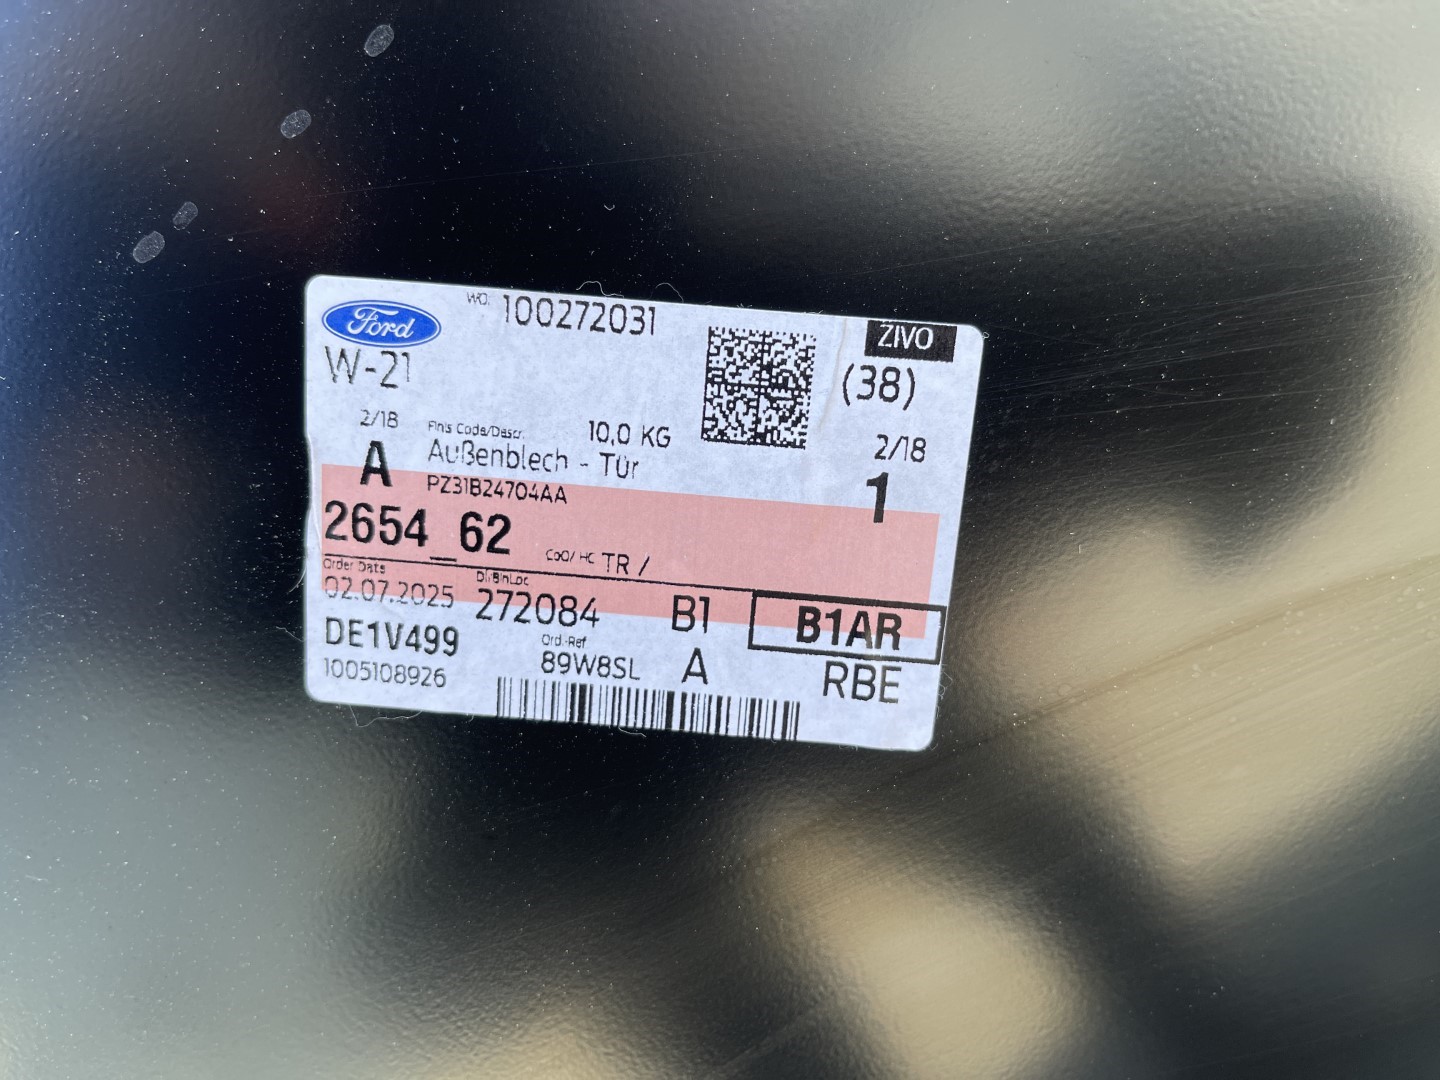 Ford
WO: 100272031
ZIVO
W-21
(38)
2/18
Finis Code/Descr.
10,0 KG
2/18
A
Außenblech - Tür
1
PZ31B24704AA
2654_62
CoO/ HC TR /
Order Date
02.07.2025
272084
B1
B1AR
DE1V499
Ord.-Ref
89W8SL
A
RBE
1005108926